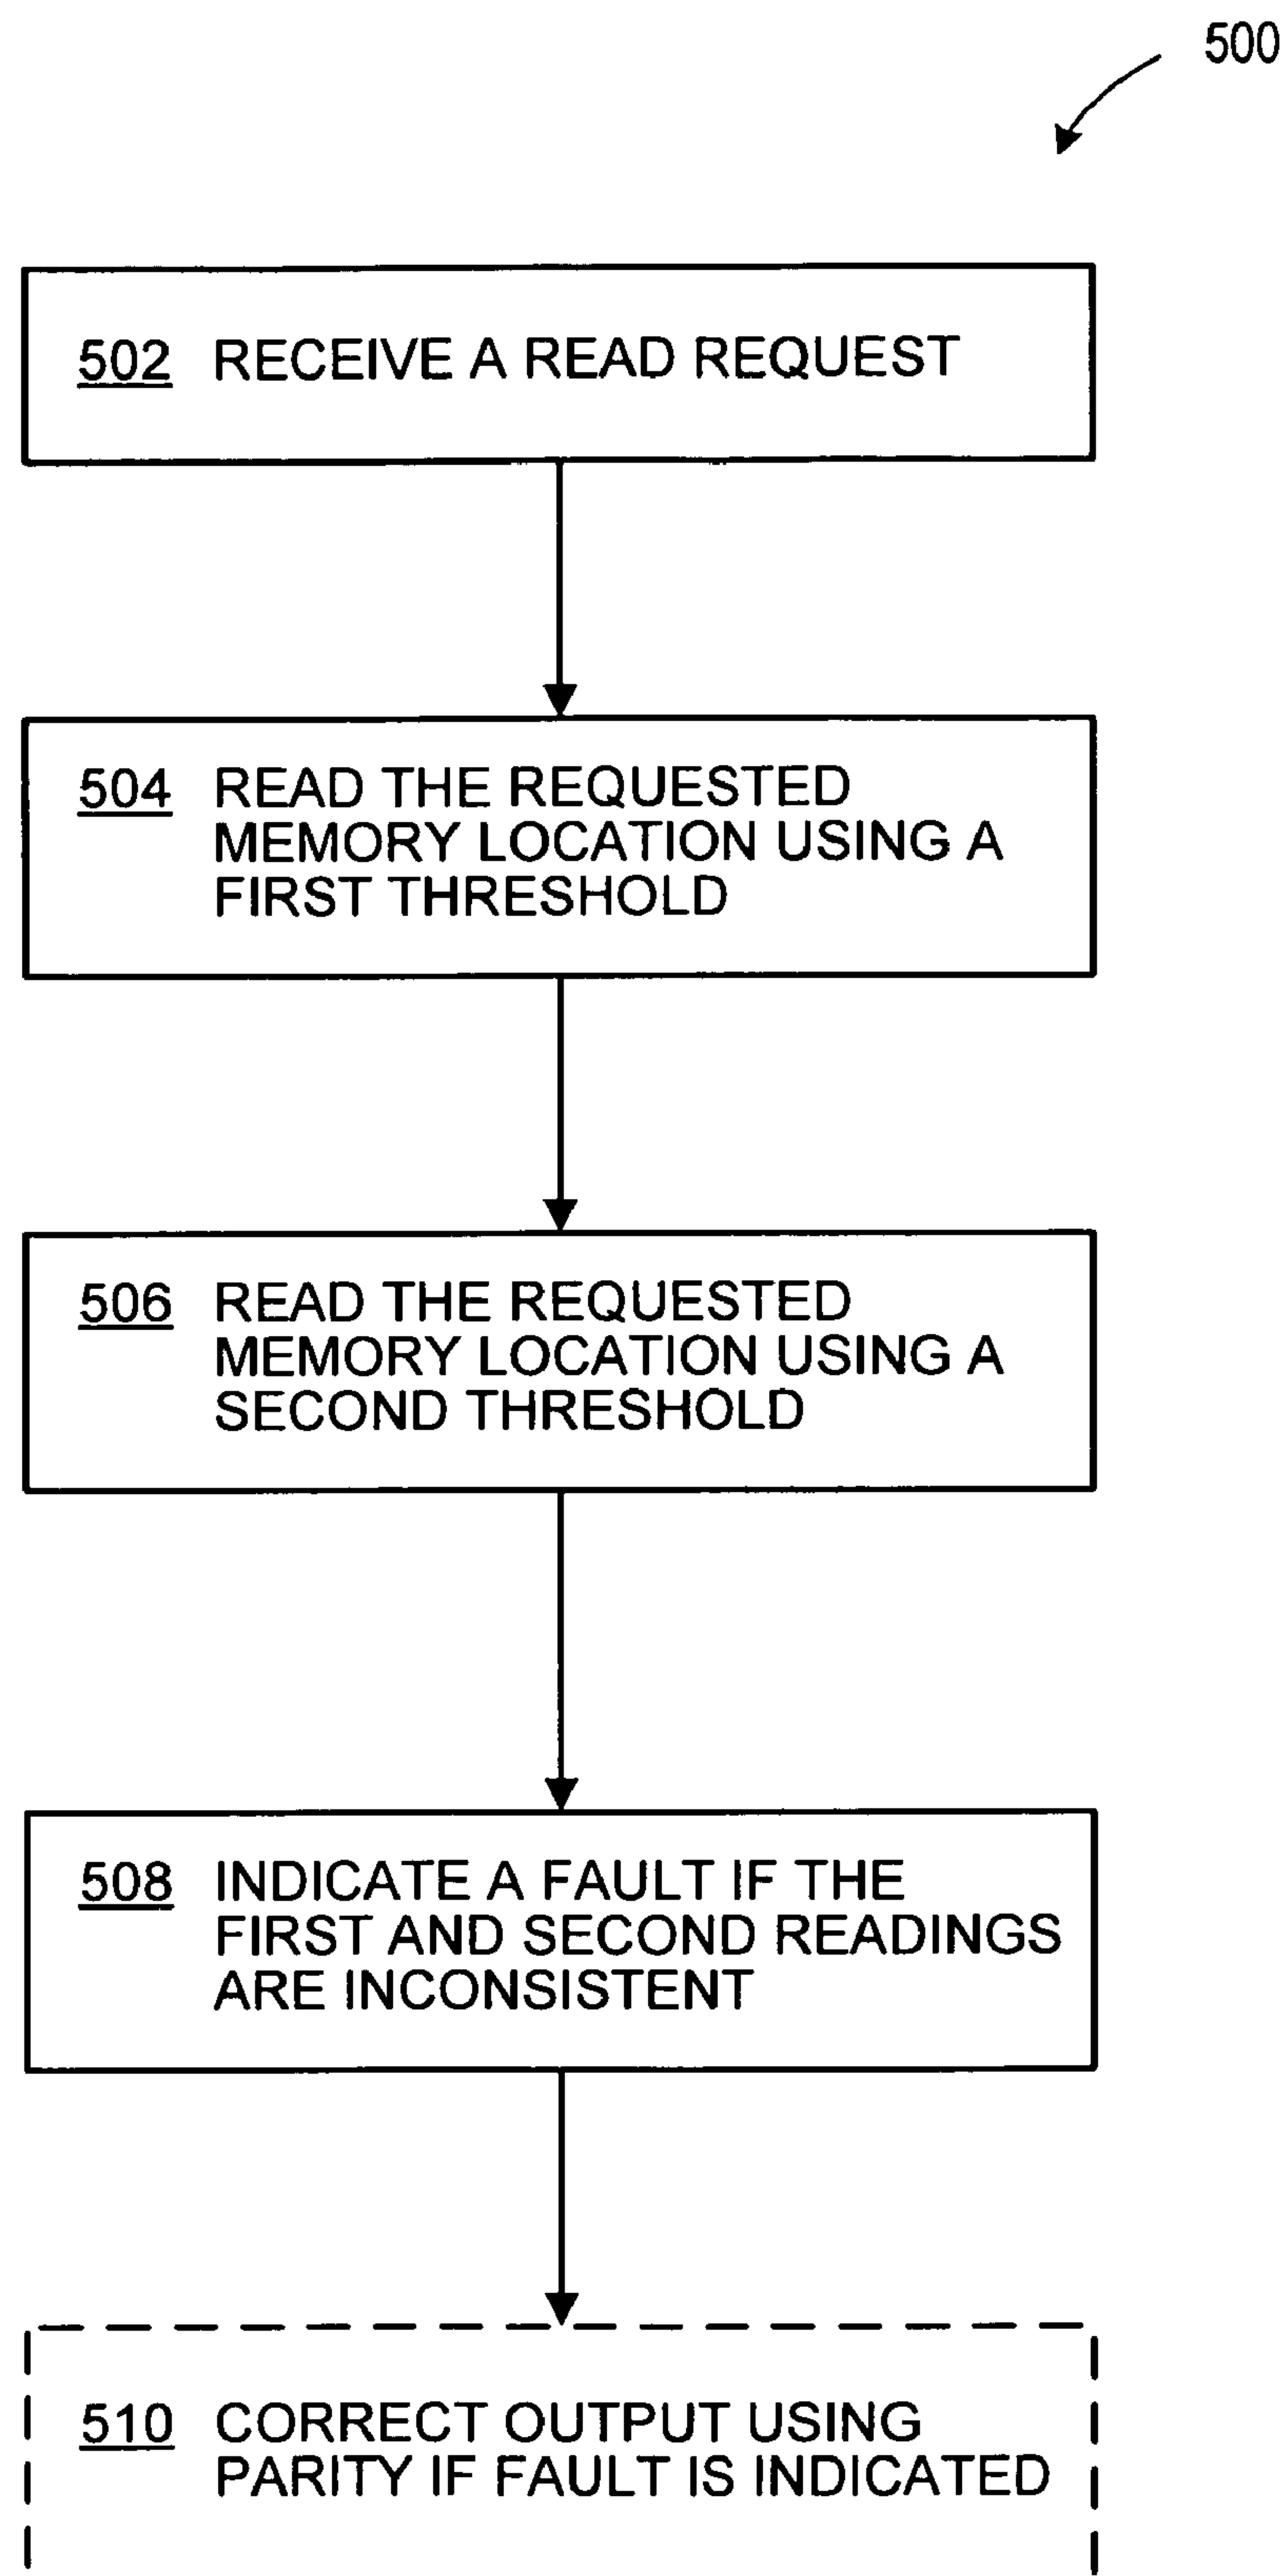 500
502 RECEIVE A READ REQUEST
504 READ THE REQUESTED
MEMORY LOCATION USING A
FIRST THRESHOLD
506 READ THE REQUESTED
MEMORY LOCATION USING A
SECOND THRESHOLD
508 INDICATE A FAULT IF THE
FIRST AND SECOND READINGS
ARE INCONSISTENT
510 CORRECT OUTPUT USING
PARITY IF FAULT IS INDICATED